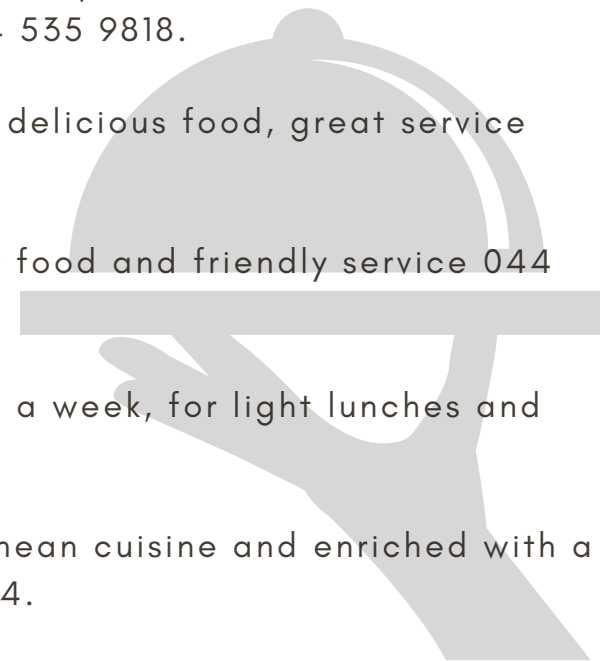 535 9818.
delicious food, great service
food and friendly service 044
a week, for light lunches and
cuisine and enriched with a
4.